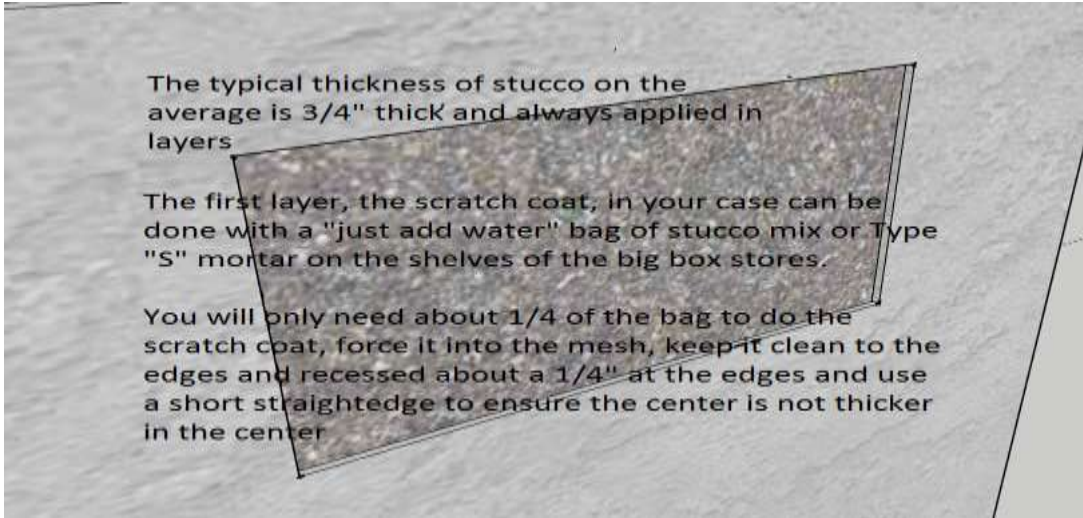 The typical thickness of stucco on the
average is 3/4" thick and always applied in
layers
The first layer, the scratch coat, in your case can be
done with a "just add water" bag of stucco mix or Type
"S" mortar on the shelves of the big box stores.
You will only need about 1/4 of the bag to do the
scratch coat, force it into the mesh, keep it clean to the
edges and recessed about a 1/4" at the edges and use
a short straightedge to ensure the center is not thicker
in the center